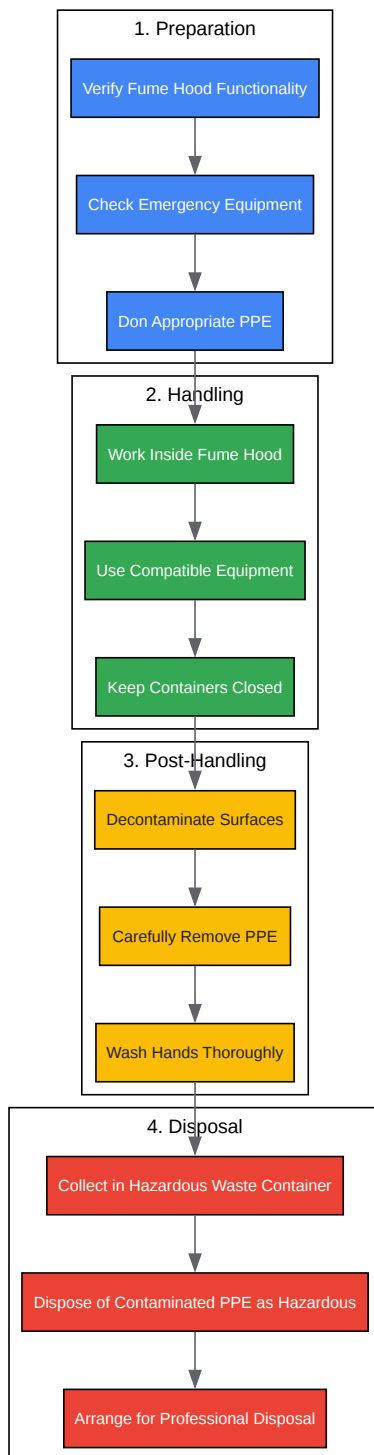 1. Preparation
Verify Fume Hood Functionality
Check Emergency Equipment
Don Appropriate PPE
2. Handling
Work Inside Fume Hood
Use Compatible Equipment
Keep Containers Closed
3. Post-Handling
Decontaminate Surfaces
Carefully Remove PPE
Wash Hands Thoroughly
4. Disposal
Collect in Hazardous Waste Container
Dispose of Contaminated PPE as Hazardous
Arrange for Professional Disposal